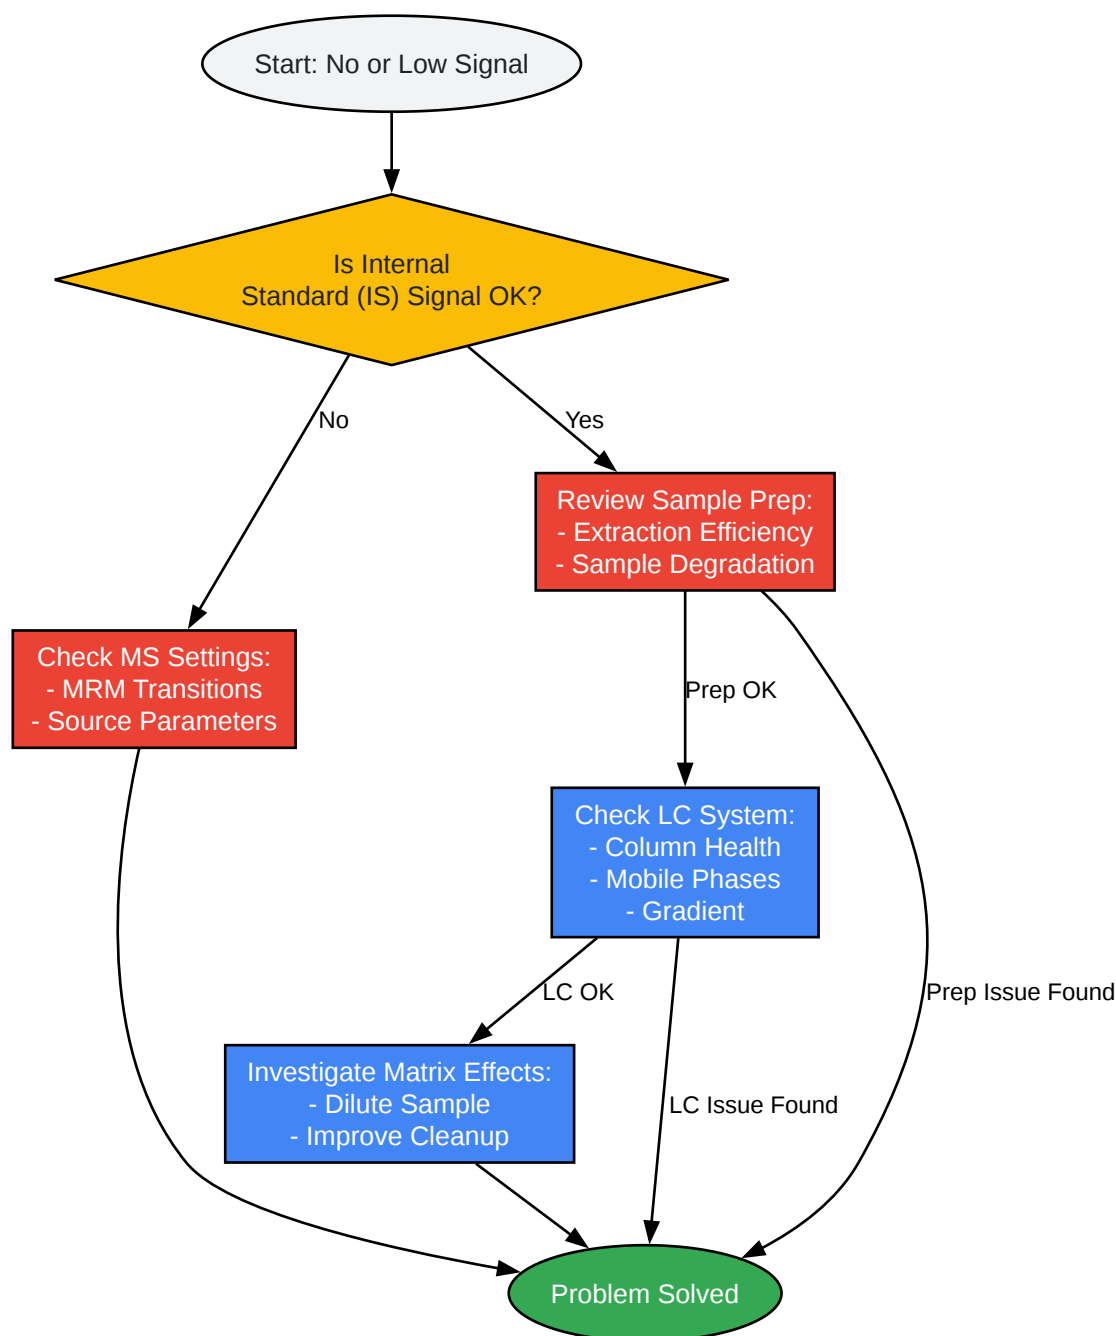 Start: No or Low Signal
Is Internal
Standard (IS) Signal OK?
No
Yes
Review Sample Prep:
- Extraction Efficiency
- Sample Degradation
Check MS Settings:
- MRM Transitions
- Source Parameters
Prep OK
Check LC System:
- Column Health
- Mobile Phases
- Gradient
LC OK
Prep Issue Found
Investigate Matrix Effects:
- Dilute Sample
- Improve Cleanup
LC Issue Found
Problem Solved